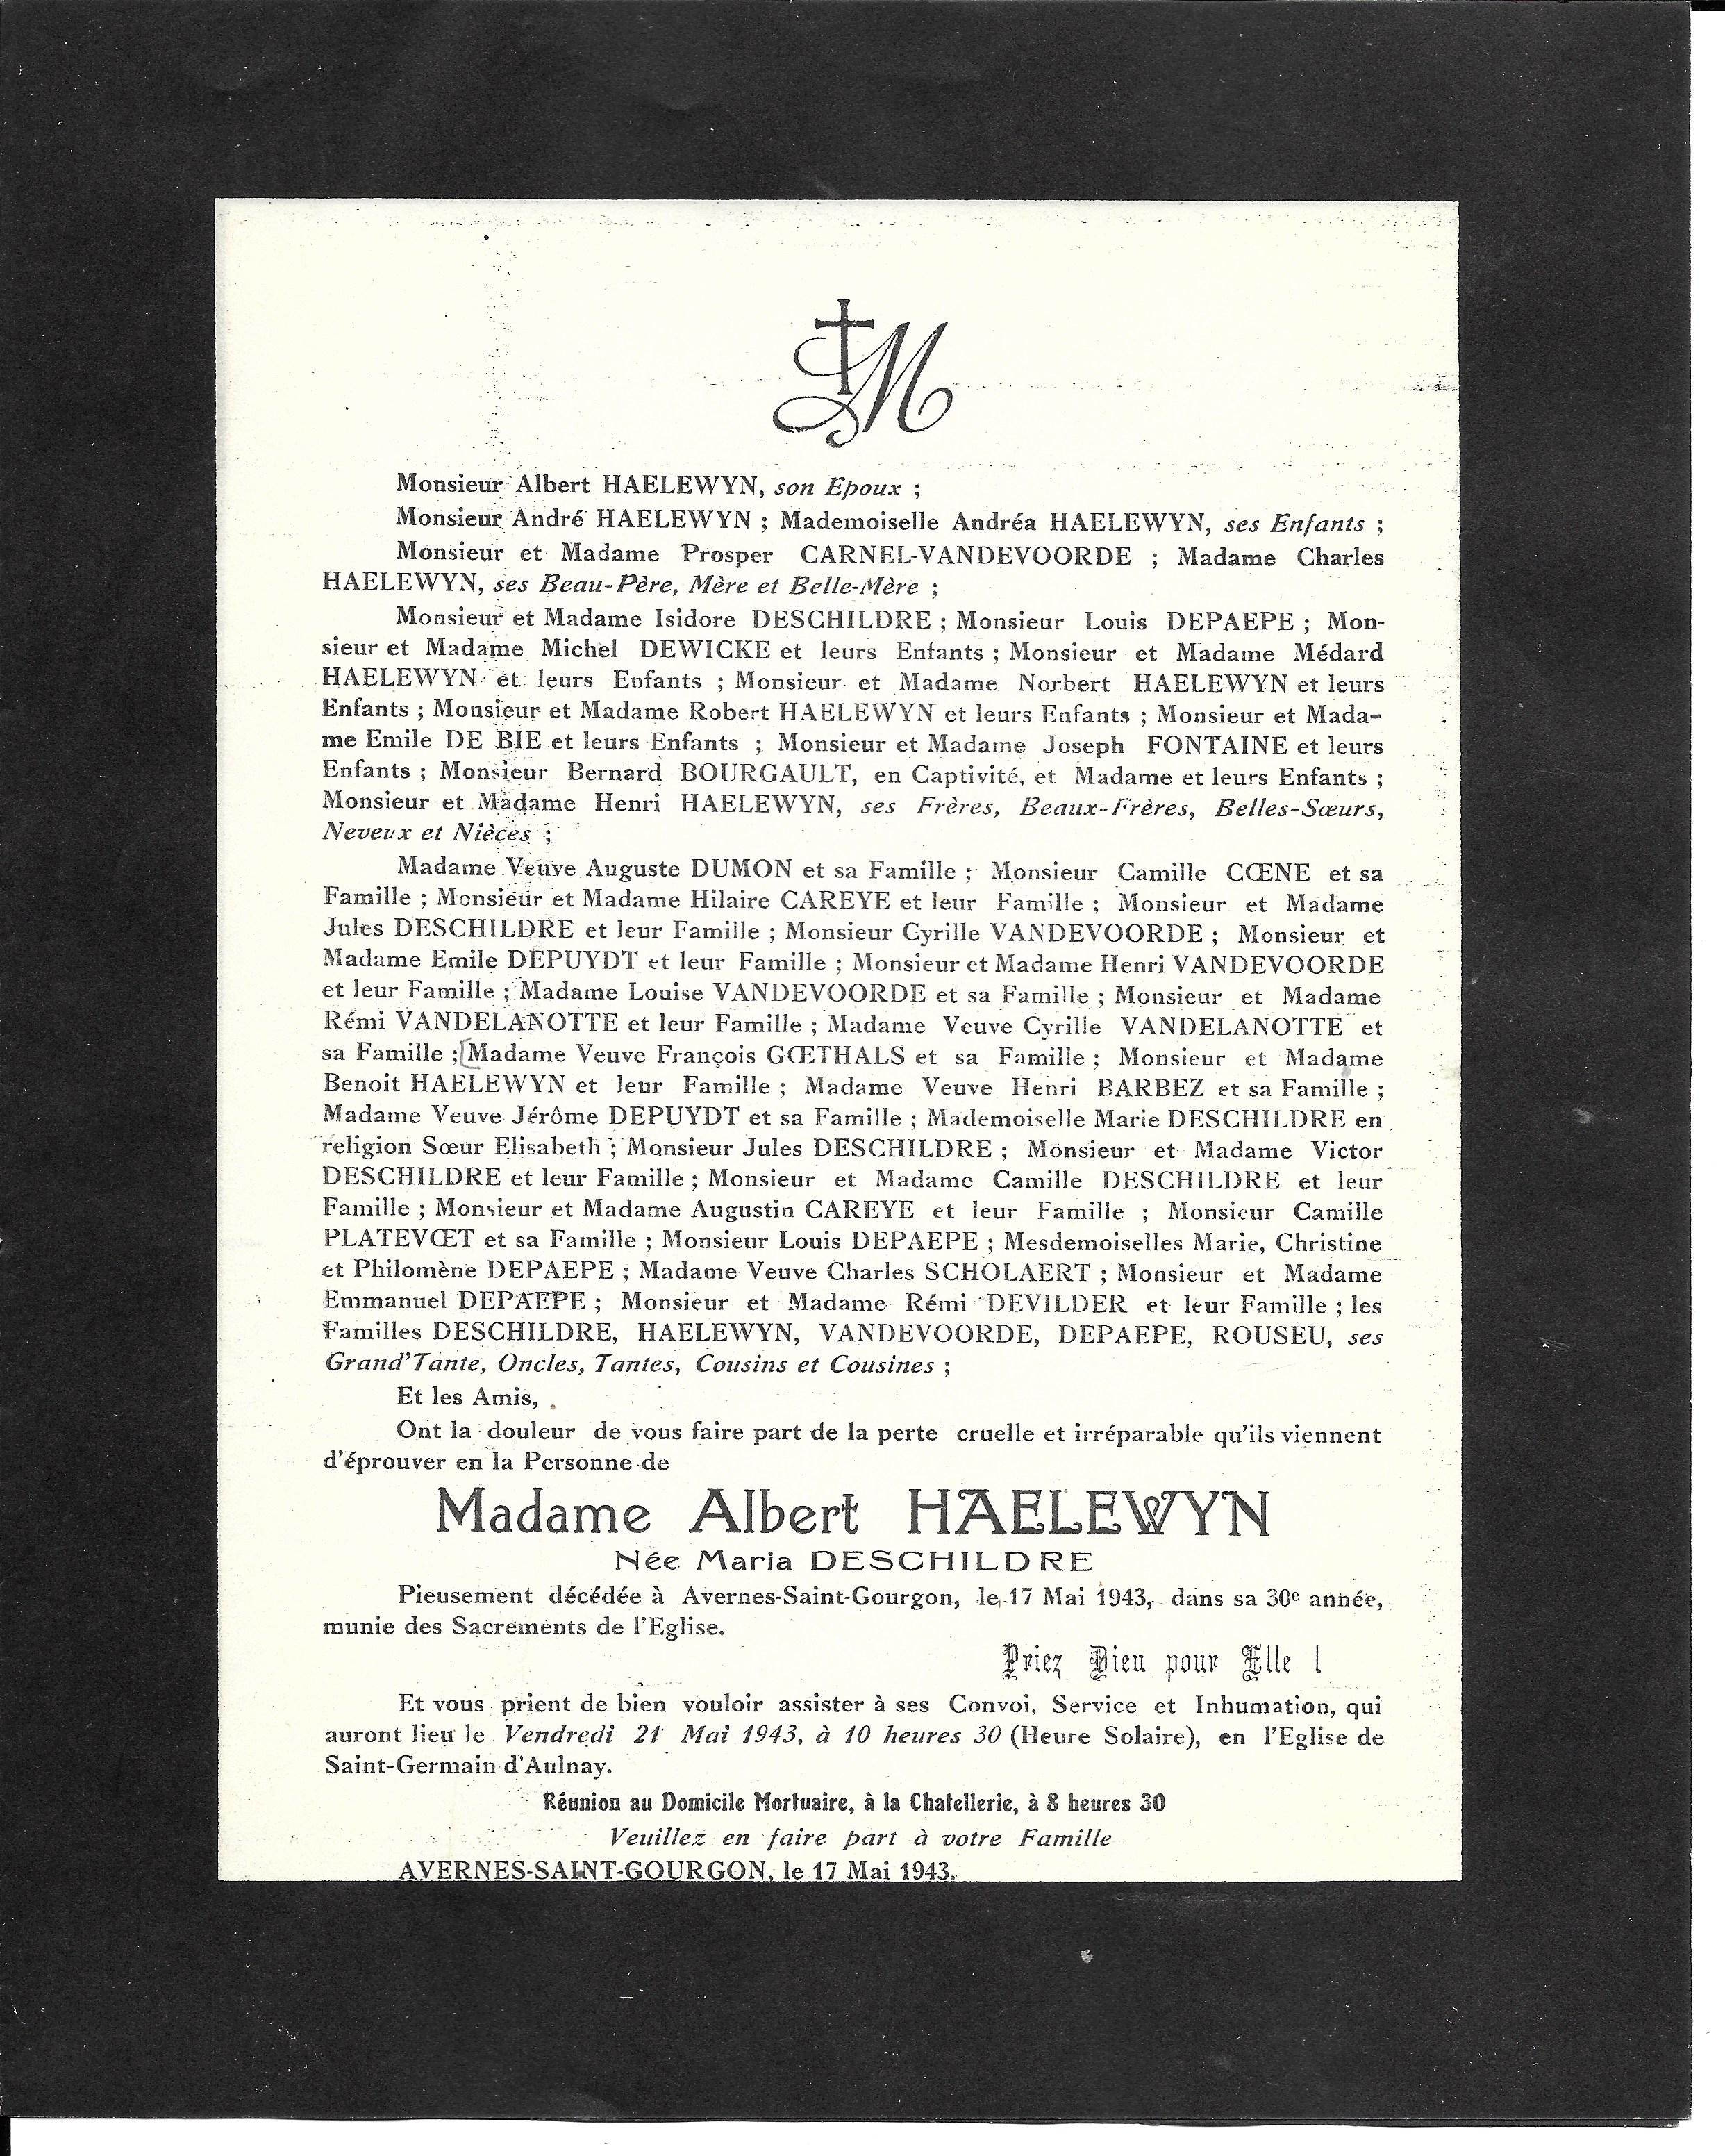 M
Monsieur Albert HAELEWYN, son Epoux ;
Monsieur André HAELEWYN ; Mademoiselle Andréa HAELEWYN, ses Enfants ;
Monsieur et Madame Prosper CARNEL-VANDEVOORDE ; Madame Charles
HAELEWYN, ses Beau-Père, Mère et Belle-Mère ;
Monsieur et Madame Isidore DESCHILDRE ; Monsieur Louis DEPAEPE ; Mon-
sieur et Madame Michel DEWICKE et leurs Enfants ; Monsieur et Madame Médard
HAELEWYN et leurs Enfants ; Monsieur et Madame Norbert HAELEWYN et leurs
Enfants ; Monsieur et Madame Robert HAELEWYN et leurs Enfants ; Monsieur et Mada-
me Emile DE BIE et leurs Enfants ; Monsieur et Madame Joseph FONTAINE et leurs
Enfants ; Monsieur Bernard BOURGAULT, en Captivité, et Madame et leurs Enfants ;
Monsieur et Madame Henri HAELEWYN, ses Frères, Beaux-Frères, Belles-Sœurs,
Neveux et Nièces ;
Madame Veuve Auguste DUMON et sa Famille ; Monsieur Camille CŒNE et sa
Famille ; Monsieur et Madame Hilaire CAREYE et leur Famille ; Monsieur et Madame
Jules DESCHILDRE et leur Famille ; Monsieur Cyrille VANDEVOORDE ; Monsieur et
Madame Emile DEPUYDT et leur Famille ; Monsieur et Madame Henri VANDEVOORDE
et leur Famille ; Madame Louise VANDEVOORDE et sa Famille ; Monsieur et Madame
Rémi VANDELANOTTE et leur Famille ; Madame Veuve Cyrille VANDELANOTTE et
sa Famille ; [Madame Veuve François GŒTHALS et sa Famille ; Monsieur et Madame
Benoit HAELEWYN et leur Famille ; Madame Veuve Henri BARBEZ et sa Famille ;
Madame Veuve Jérôme DEPUYDT et sa Famille ; Mademoiselle Marie DESCHILDRE en
religion Sœur Elisabeth ; Monsieur Jules DESCHILDRE ; Monsieur et Madame Victor
DESCHILDRE et leur Famille ; Monsieur et Madame Camille DESCHILDRE et leur
Famille ; Monsieur et Madame Augustin CAREYE et leur Famille ; Monsieur Camille
PLATEVŒT et sa Famille ; Monsieur Louis DEPAEPE ; Mesdemoiselles Marie, Christine
et Philomène DEPAEPE ; Madame Veuve Charles SCHOLAERT ; Monsieur et Madame
Emmanuel DEPAEPE ; Monsieur et Madame Rémi DEVILDER et leur Famille ; les
Familles DESCHILDRE, HAELEWYN, VANDEVOORDE, DEPAEPE, ROUSEU, ses
Grand'Tante, Oncles, Tantes, Cousins et Cousines ;
Et les Amis,
Ont la douleur de vous faire part de la perte cruelle et irréparable qu'ils viennent
d'éprouver en la Personne de
Madame Albert HAELEWYN
Née Maria DESCHILDRE
Pieusement décédée à Avernes-Saint-Gourgon, le 17 Mai 1943, dans sa 30e année,
munie des Sacrements de l'Eglise.
Priez Dieu pour Elle !
Et vous prient de bien vouloir assister à ses Convoi, Service et Inhumation, qui
auront lieu le Vendredi 21 Mai 1943, à 10 heures 30 (Heure Solaire), en l'Eglise de
Saint-Germain d'Aulnay.
Réunion au Domicile Mortuaire, à la Chatellerie, à 8 heures 30
Veuillez en faire part à votre Famille
AVERNES-SAINT-GOURGON, le 17 Mai 1943.